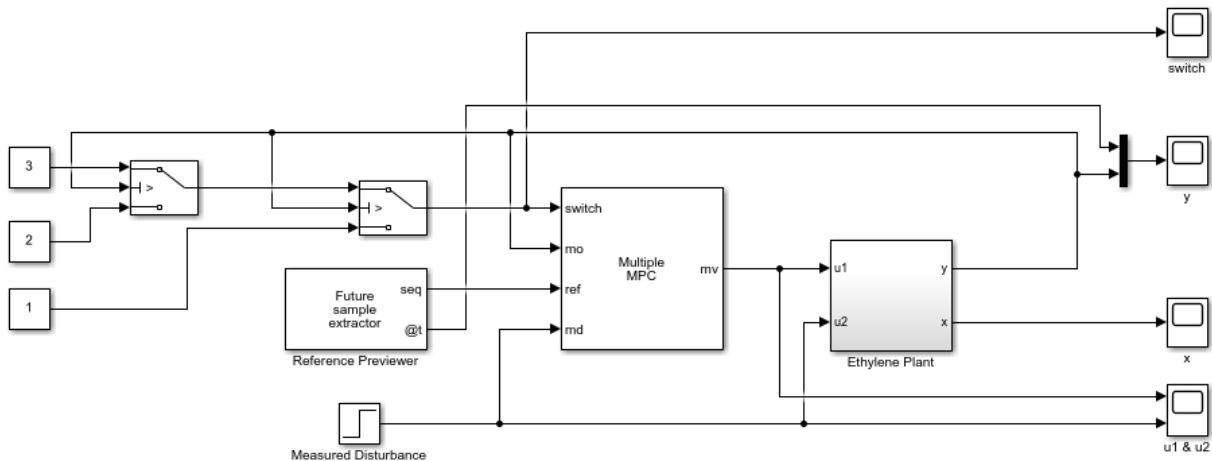 switch
3
>
2
>
1
switch
mo
ref
md
Multiple
MPC
mv
Future
sample
extractor
seq
@t
Reference Previewer
u1
u2
y
x
Ethylene Plant
y
x
Measured Disturbance
u1 & u2